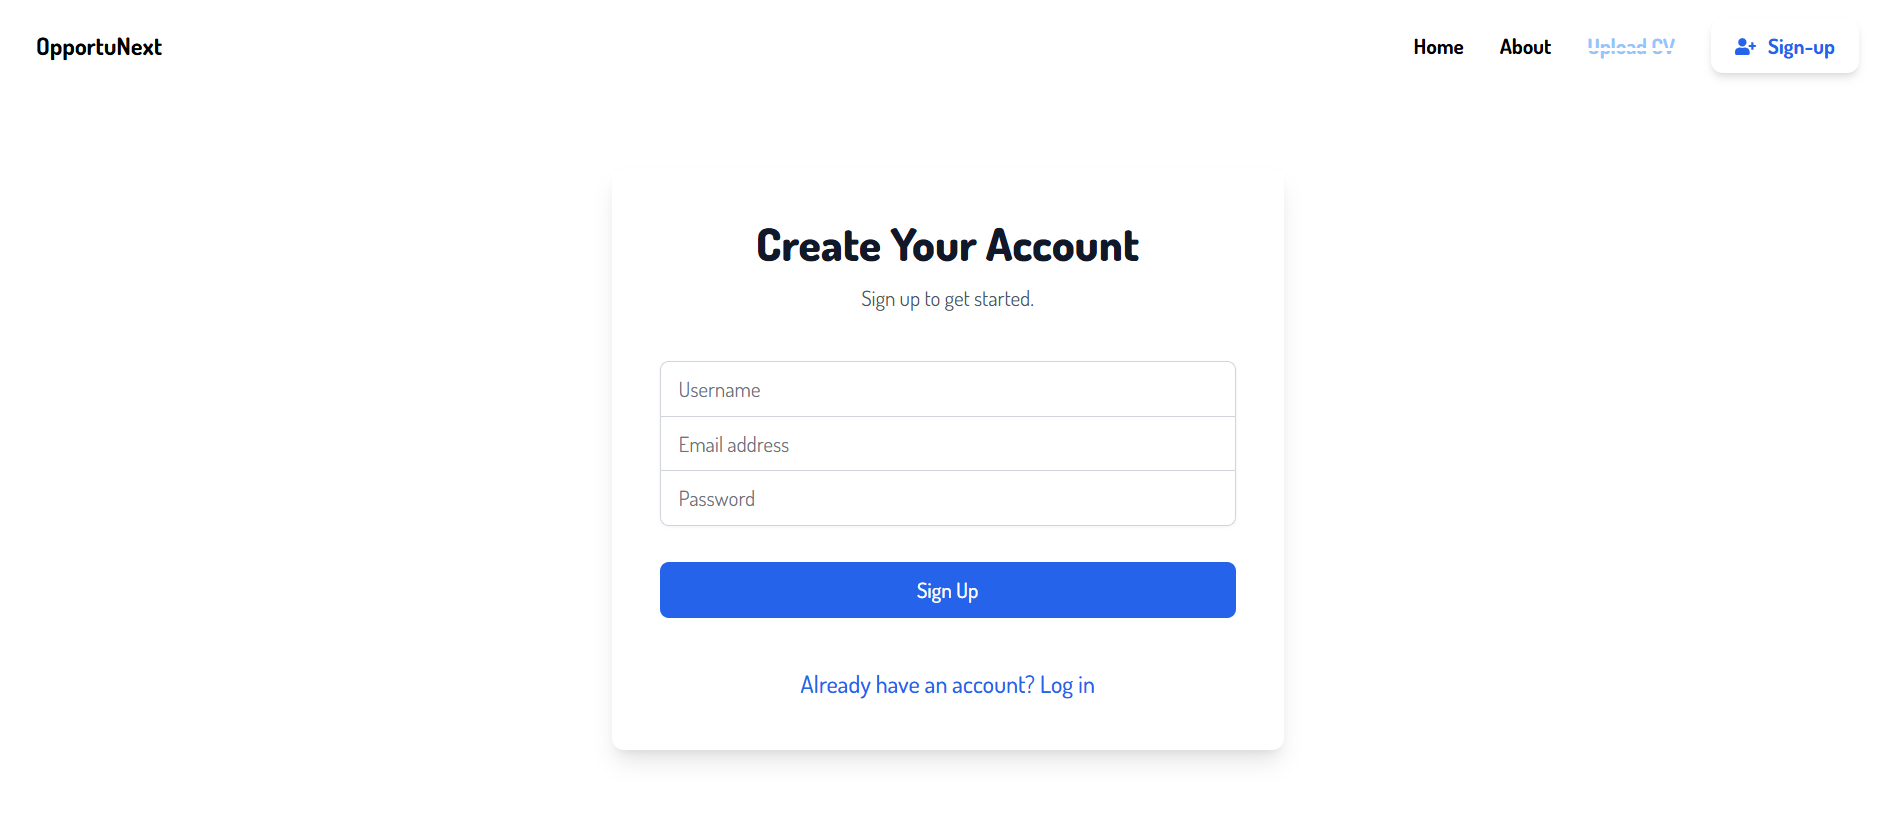 OpportuNext
Home
About
Upload CV
Sign-up
Create Your Account
Sign up to get started.
Username
Email address
Password
Sign Up
Already have an account? Log in